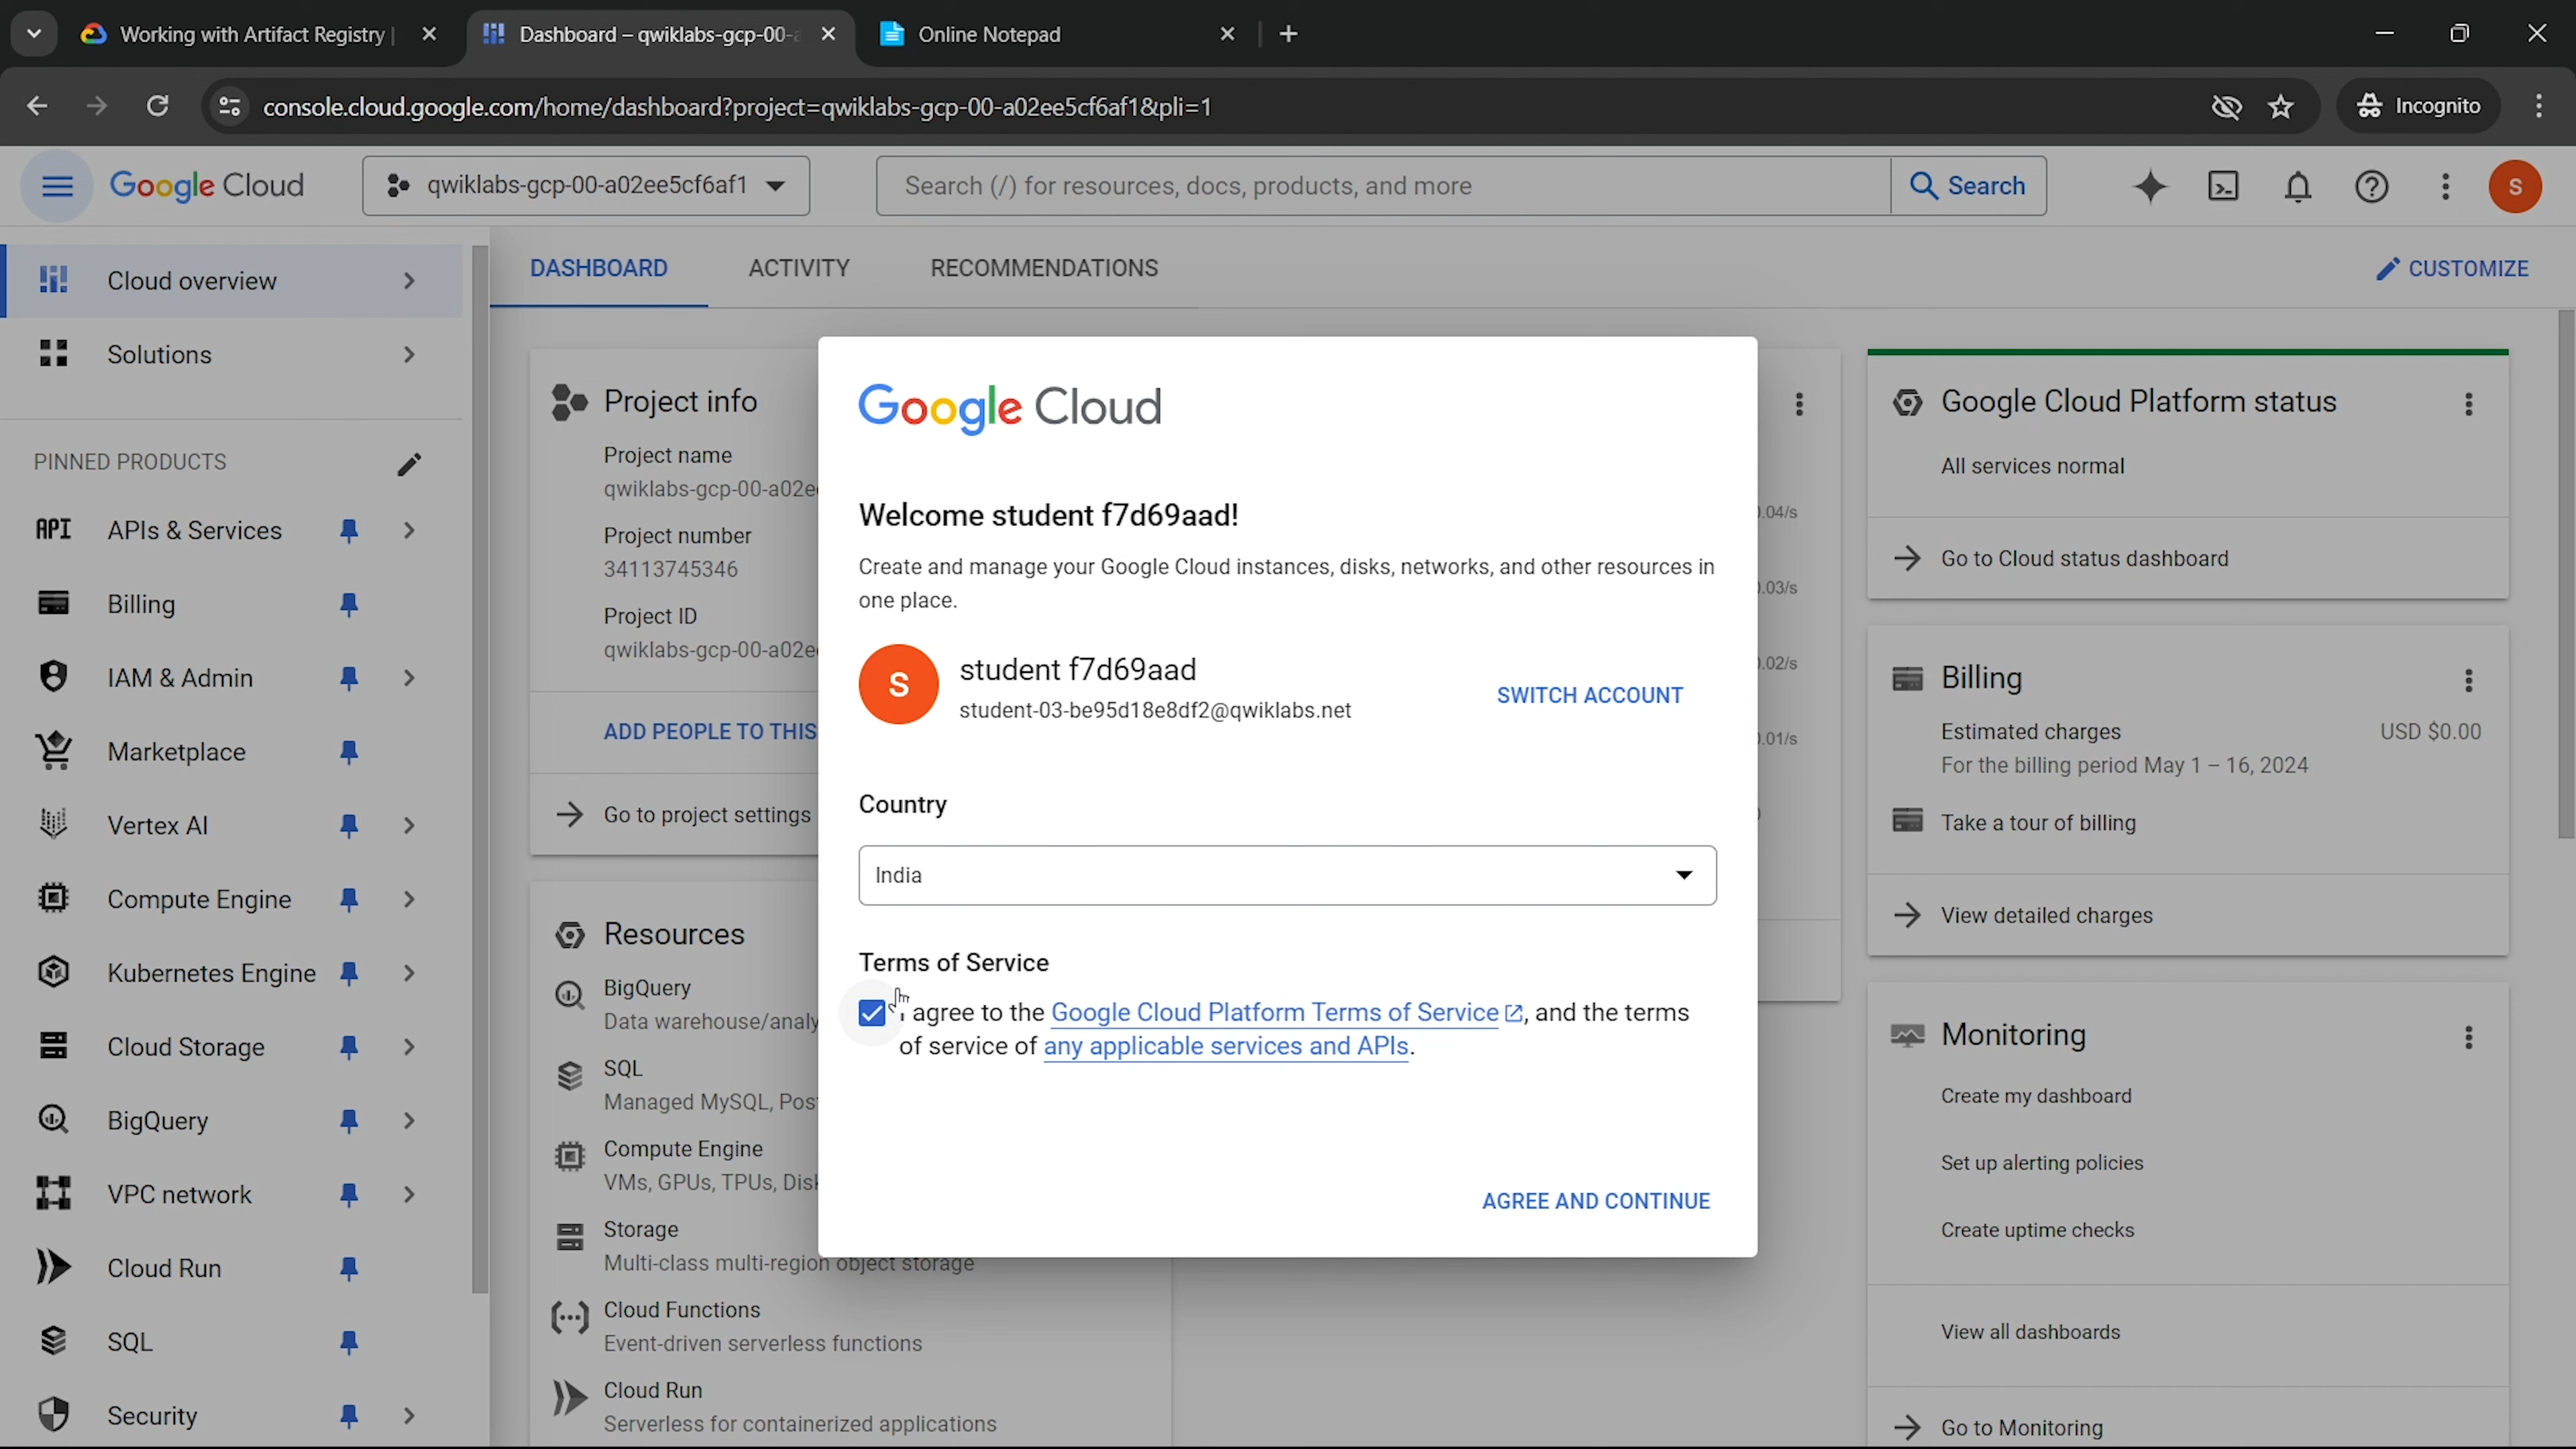 Working with Artifact Registry |
Dashboard – qwiklabs-gcp-00-a
Online Notepad
console.cloud.google.com/home/dashboard?project=qwiklabs-gcp-00-a02ee5cf6af1&pli=1
Incognito
Google Cloud
qwiklabs-gcp-00-a02ee5cf6af1
Search (/) for resources, docs, products, and more
Search
S
Cloud overview
Solutions
PINNED PRODUCTS
API APIs & Services
Billing
IAM & Admin
Marketplace
Vertex AI
Compute Engine
Kubernetes Engine
Cloud Storage
BigQuery
VPC network
Cloud Run
SQL
Security
DASHBOARD
ACTIVITY
RECOMMENDATIONS
CUSTOMIZE
Project info
Project name
qwiklabs-gcp-00-a02e
Project number
34113745346
Project ID
qwiklabs-gcp-00-a02e
ADD PEOPLE TO THIS
Go to project settings
Resources
BigQuery
Data warehouse/analy
SQL
Managed MySQL, Pos
Compute Engine
VMs, GPUs, TPUs, Disk
Storage
Multi-class multi-region object storage
Cloud Functions
Event-driven serverless functions
Cloud Run
Serverless for containerized applications
Google Cloud
Welcome student f7d69aad!
Create and manage your Google Cloud instances, disks, networks, and other resources in
one place.
S
student f7d69aad
student-03-be95d18e8df2@qwiklabs.net
SWITCH ACCOUNT
Country
India
Terms of Service
I agree to the Google Cloud Platform Terms of Service, and the terms
of service of any applicable services and APIs.
AGREE AND CONTINUE
0.04/s
0.03/s
0.02/s
0.01/s
0
Google Cloud Platform status
All services normal
Go to Cloud status dashboard
Billing
Estimated charges USD $0.00
For the billing period May 1 – 16, 2024
Take a tour of billing
View detailed charges
Monitoring
Create my dashboard
Set up alerting policies
Create uptime checks
View all dashboards
Go to Monitoring